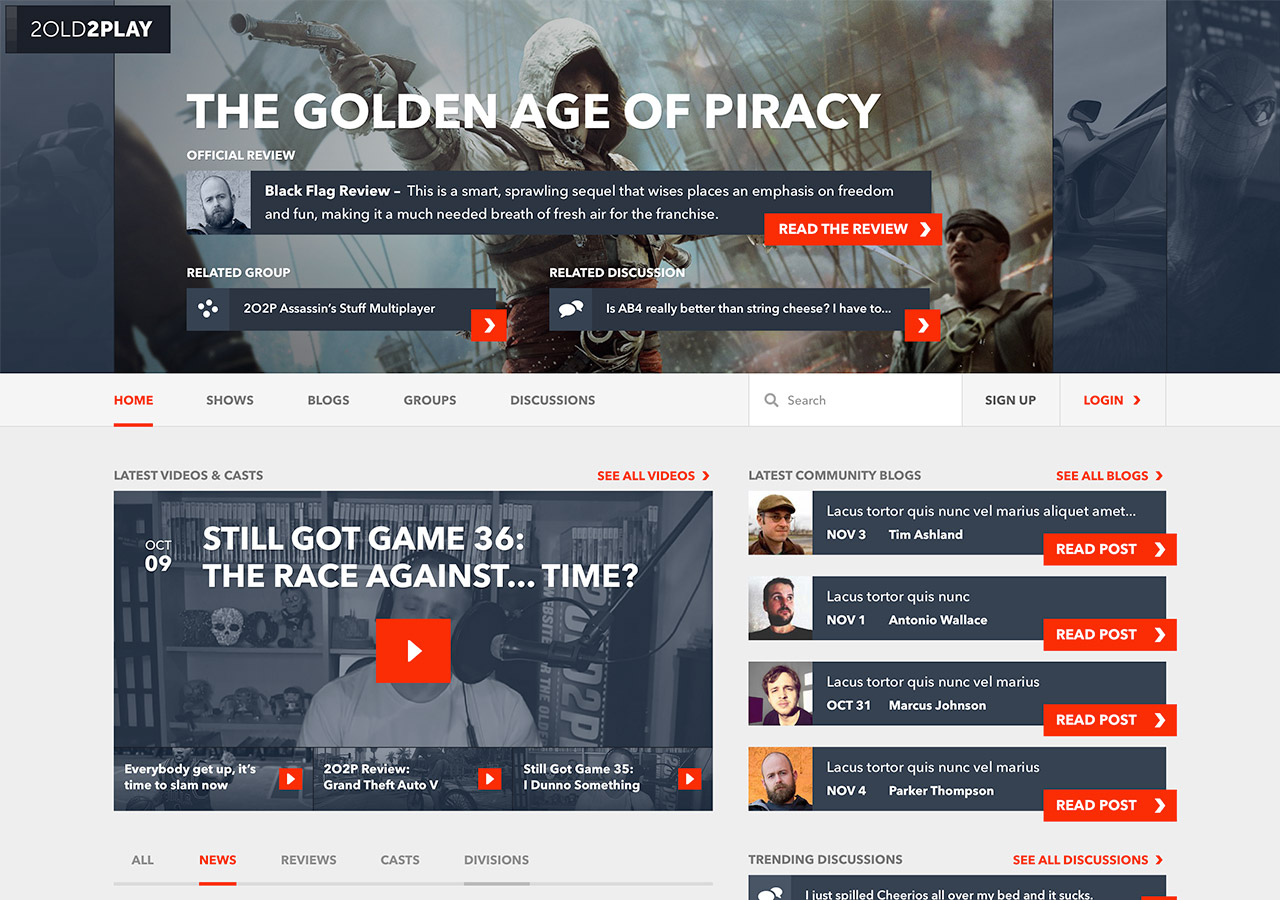 2OLD2PLAY
THE GOLDEN AGE OF PIRACY
OFFICIAL REVIEW
Black Flag Review – This is a smart, sprawling sequel that wises places an emphasis on freedom
and fun, making it a much needed breath of fresh air for the franchise.
READ THE REVIEW
RELATED GROUP
2O2P Assassin's Stuff Multiplayer
RELATED DISCUSSION
Is AB4 really better than string cheese? I have to...
HOME SHOWS BLOGS GROUPS DISCUSSIONS Search SIGN UP LOGIN
LATEST VIDEOS & CASTS SEE ALL VIDEOS
OCT
09
STILL GOT GAME 36:
THE RACE AGAINST... TIME?
2O2P
WEBSITE FOR THE OLD
2O2P
Everybody get up, it's
time to slam now
2O2P Review:
Grand Theft Auto V
Still Got Game 35:
I Dunno Something
ALL NEWS REVIEWS CASTS DIVISIONS
LATEST COMMUNITY BLOGS SEE ALL BLOGS
Lacus tortor quis nunc vel marius aliquet amet...
NOV 3 Tim Ashland
READ POST
Lacus tortor quis nunc
NOV 1 Antonio Wallace
READ POST
Lacus tortor quis nunc vel marius
OCT 31 Marcus Johnson
READ POST
Lacus tortor quis nunc vel marius
NOV 4 Parker Thompson
READ POST
TRENDING DISCUSSIONS SEE ALL DISCUSSIONS
I just spilled Cheerios all over my bed and it sucks.